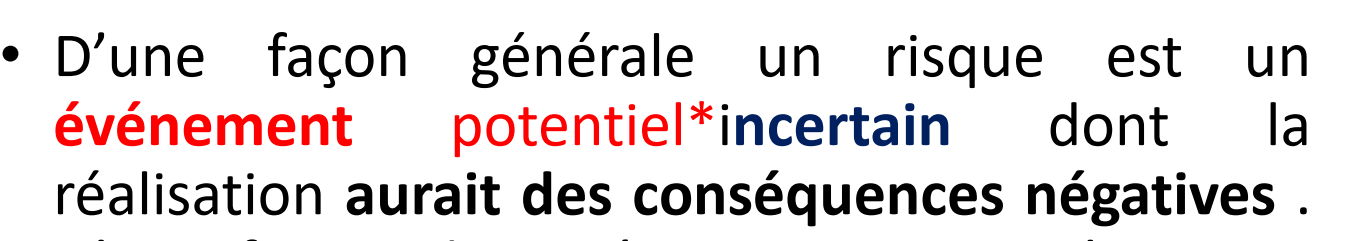 • D’une façon générale un risque est un
événement potentiel*incertain dont la
réalisation aurait des conséquences négatives .